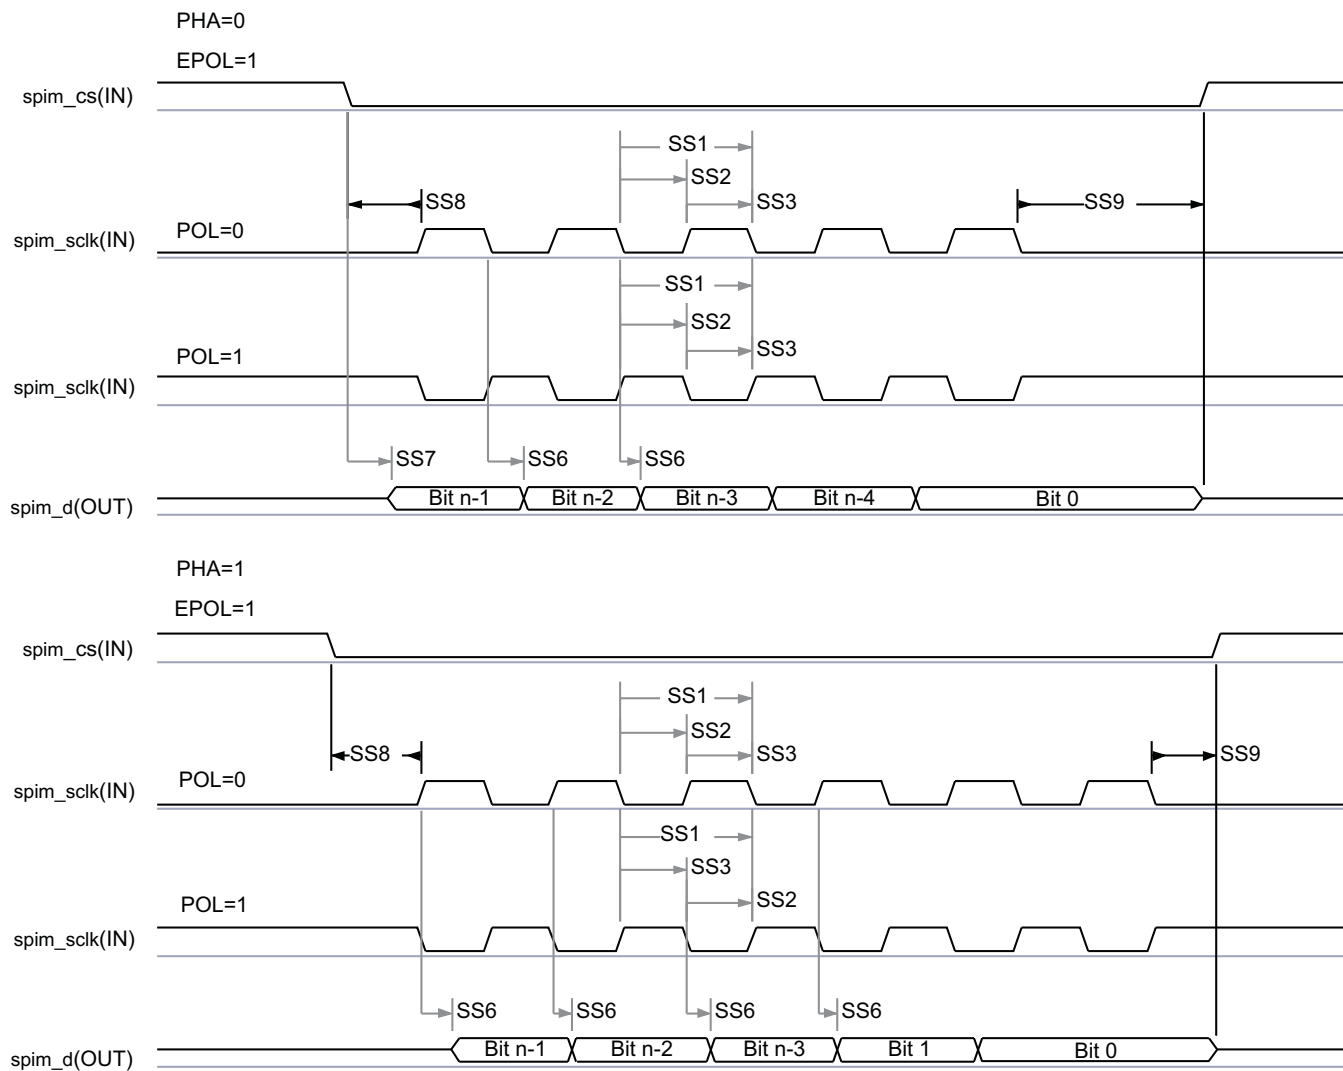 PHA=0
EPOL=1
spim_cs(IN)
SS1
SS2
SS8 SS3 SS9
POL=0
spim_sclk(IN)
SS1
SS2
SS3
POL=1
spim_sclk(IN)
SS7 SS6 SS6
Bit n-1 Bit n-2 Bit n-3 Bit n-4 Bit 0
spim_d(OUT)
PHA=1
EPOL=1
spim_cs(IN)
SS1
SS2
SS8 SS3 SS9
POL=0
spim_sclk(IN)
SS1
SS3
SS2
POL=1
spim_sclk(IN)
SS6 SS6 SS6 SS6
Bit n-1 Bit n-2 Bit n-3 Bit 1 Bit 0
spim_d(OUT)